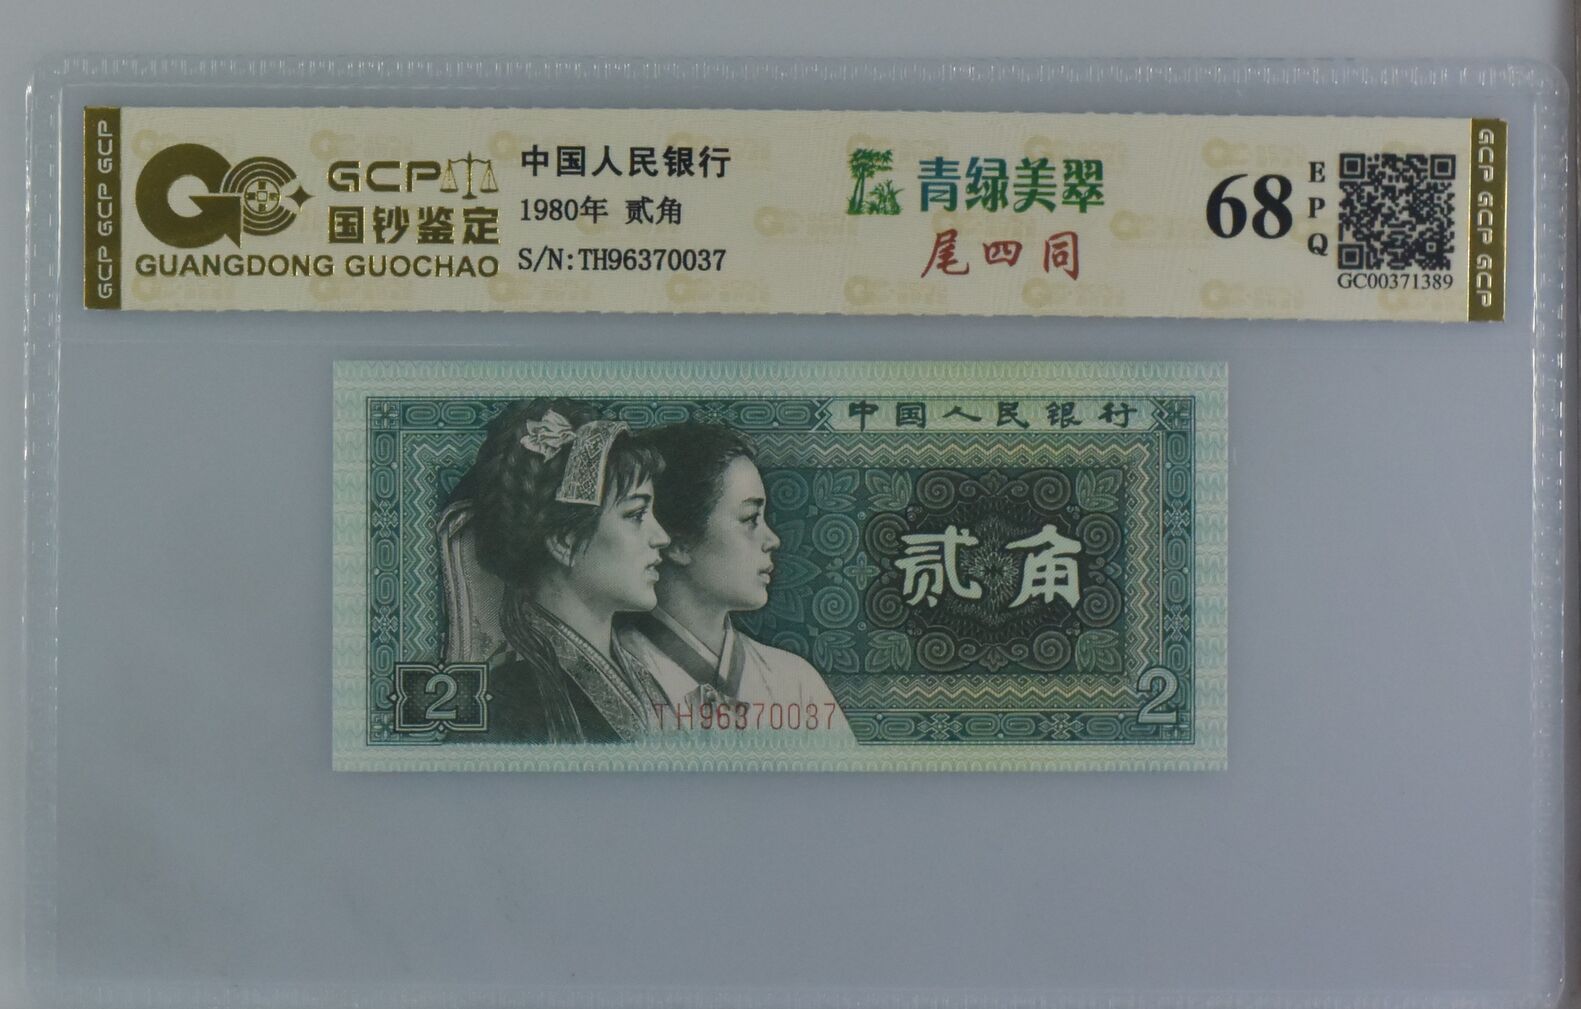 GCP GCP GCP
GCP
国钞鉴定
GUANGDONG GUOCHAO
中国人民银行
1980年 贰角
S/N:TH96370037
青绿美翠
尾四同
68
EPQ
GC00371389
GCP GCP GCP
中国人民银行
贰角
2
2
TH96370037